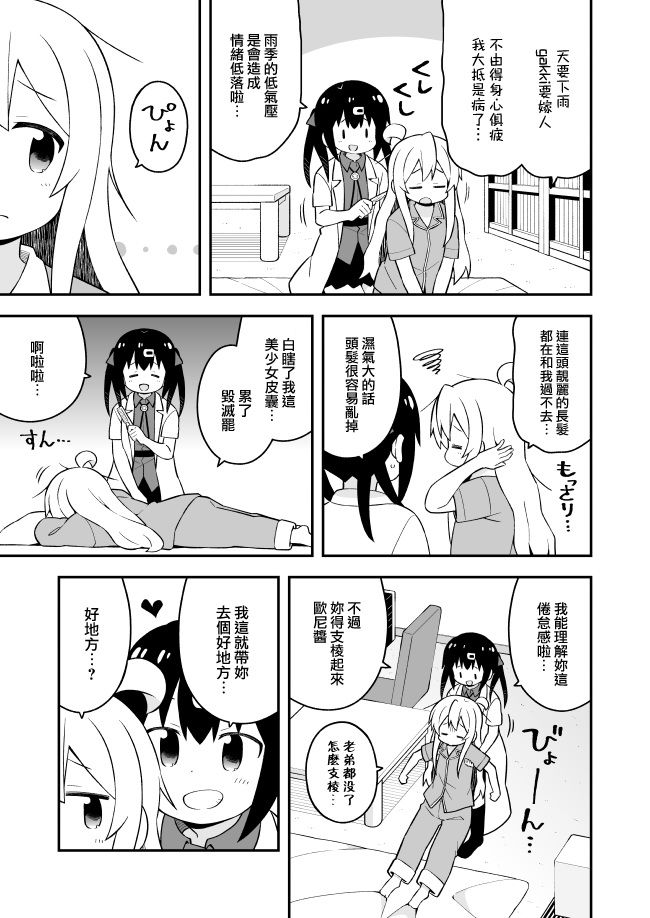 天要下雨
gakki要嫁人
不由得身心俱疲
我大抵是病了…
くし
くし
雨季的低氣壓
是會造成
情緒低落啦…
ぴょん
連這頭靚麗的長髮
都在和我過不去…
もっさり…
濕氣大的話
頭髮很容易亂掉
白瞎了我這
美少女皮囊…
累了
毀滅罷
啊啦啦…
すん…
我能理解妳這
倦怠感啦…
びょーん…
不過
妳得支棱起來
歐尼醬
老弟都没了
怎麼支棱…
我這就帶妳
去個好地方…
好地方…?